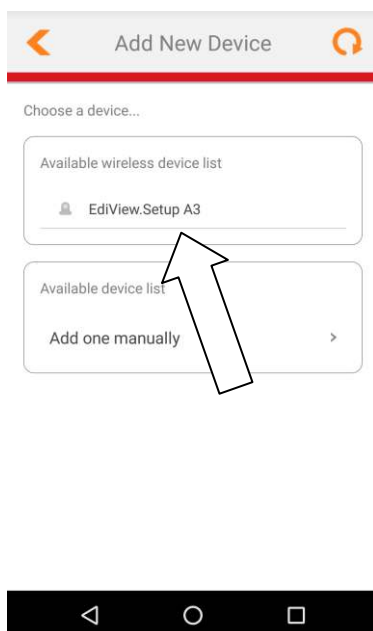 Add New Device
Choose a device...
Available wireless device list
EdiView.Setup A3
Available device list
Add one manually